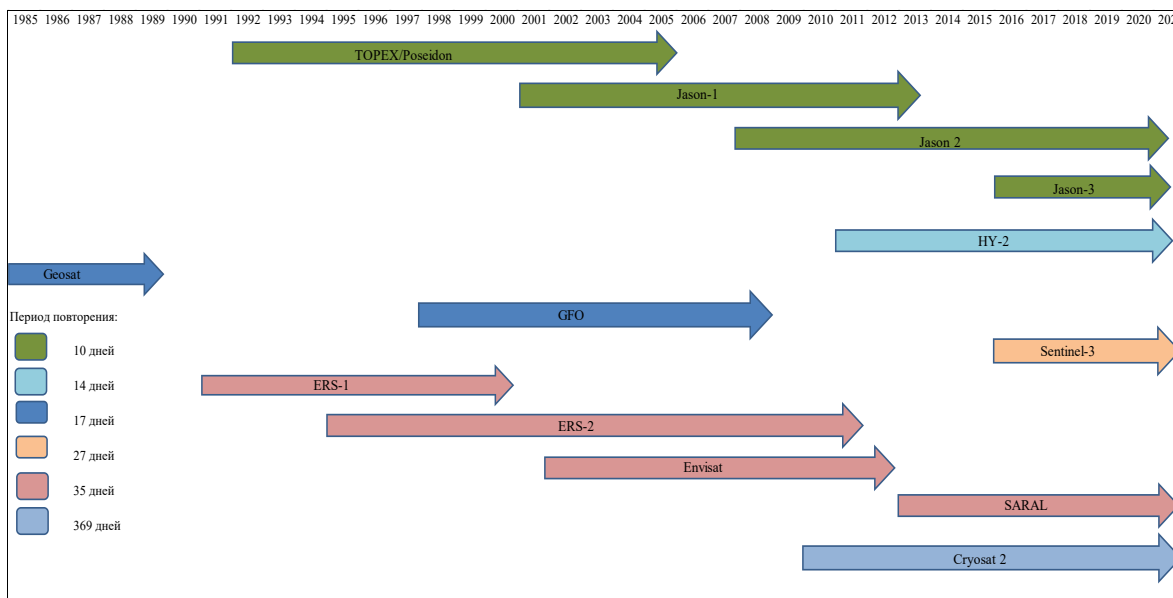 1985 1986 1987 1988 1989 1990 1991 1992 1993 1994 1995 1996 1997 1998 1999 2000 2001 2002 2003 2004 2005 2006 2007 2008 2009 2010 2011 2012 2013 2014 2015 2016 2017 2018 2019 2020 202
TOPEX/Poseidon
Jason-1
Jason 2
Jason-3
HY-2
Geosat
GFO
Период повторения:
10 дней
Sentinel-3
14 дней
ERS-1
17 дней
ERS-2
27 дней
Envisat
35 дней
SARAL
369 дней
Cryosat 2